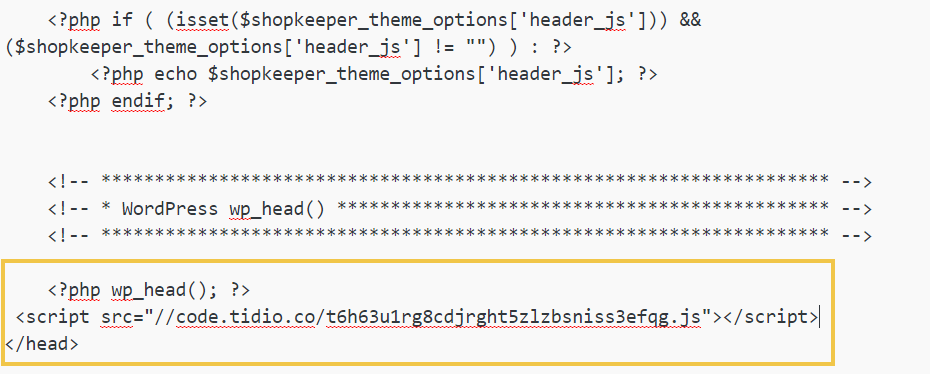 <?php if ( (isset($shopkeeper_theme_options['header_js'])) &&
($shopkeeper_theme_options['header_js'] != "") ) : ?>
<?php echo $shopkeeper_theme_options['header_js']; ?>
<?php endif; ?>
<!-- ******************************************************************** -->
<!-- * WordPress wp_head() ********************************************** -->
<!-- ******************************************************************** -->
<?php wp_head(); ?>
<script src="//code.tidio.co/t6h63u1rg8cdjrght5zlzbsniss3efqg.js"></script>
</head>